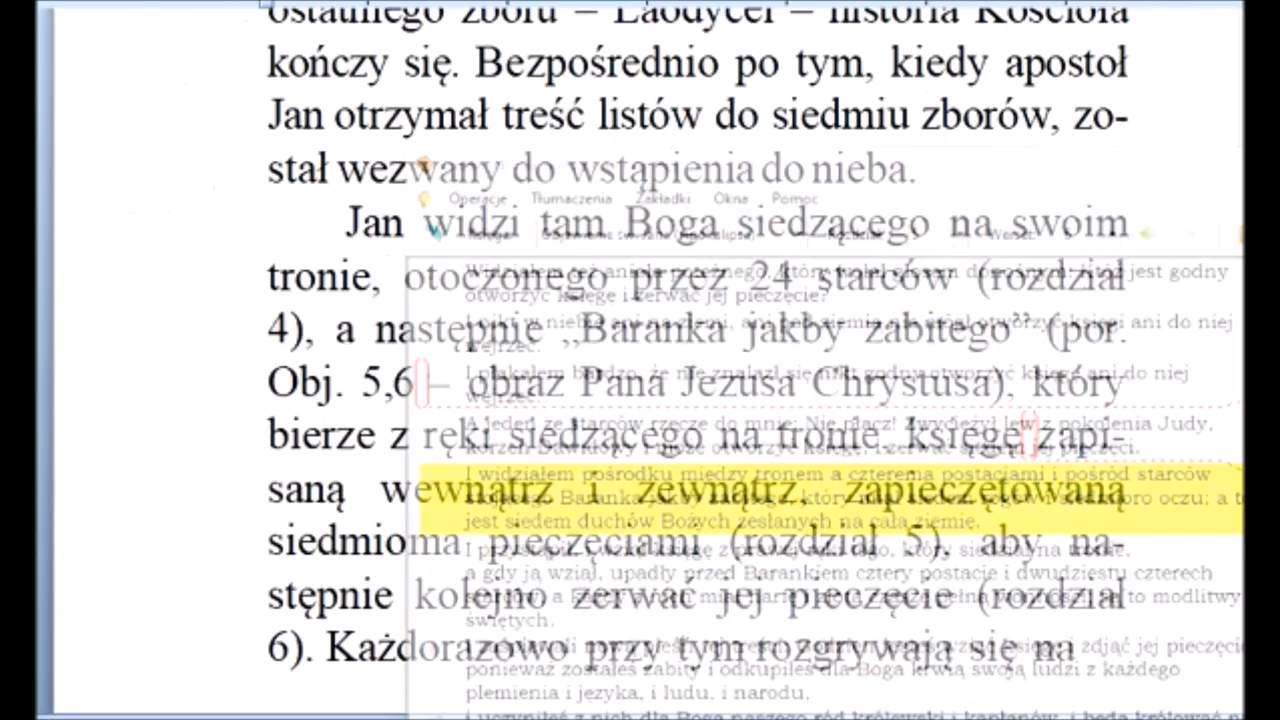 ostatniego zboru – Laodycei – historia Kościoła
kończy się. Bezpośrednio po tym, kiedy apostoł
Jan otrzymał treść listów do siedmiu zborów, zo-
stał wezwany do wstąpienia do nieba.
Operacje Tłumaczenia Zakładki Okna Pomoc
Jan widzi tam Boga siedzącego na swoim
tronie, otoczonego przez 24 starców (rozdział
4), a następnie „Baranka jakby zabitego” (por.
Obj. 5,6 – obraz Pana Jezusa Chrystusa), który
bierze z ręki siedzącego na tronie księgę zapi-
saną wewnątrz i zewnątrz, zapieczętowaną
siedmioma pieczęciami (rozdział 5), aby na-
stępnie kolejno zerwać jej pieczęcie (rozdział
6). Każdorazowo przy tym rozgrywają się na
otworzyć księgę i zerwać jej pieczęcie?
wejrzeć.
I widziałem pośrodku między tronem a czterema postaciami i pośród starców
jest siedem duchów Bożych zesłanych na całą ziemię.
a gdy ją wziął, upadły przed Barankiem cztery postacie i dwudziestu czterech
świętych.
ponieważ zostałeś zabity i odkupiłeś dla Boga krwią swoją ludzi z każdego
plemienia i języka, i ludu, i narodu,